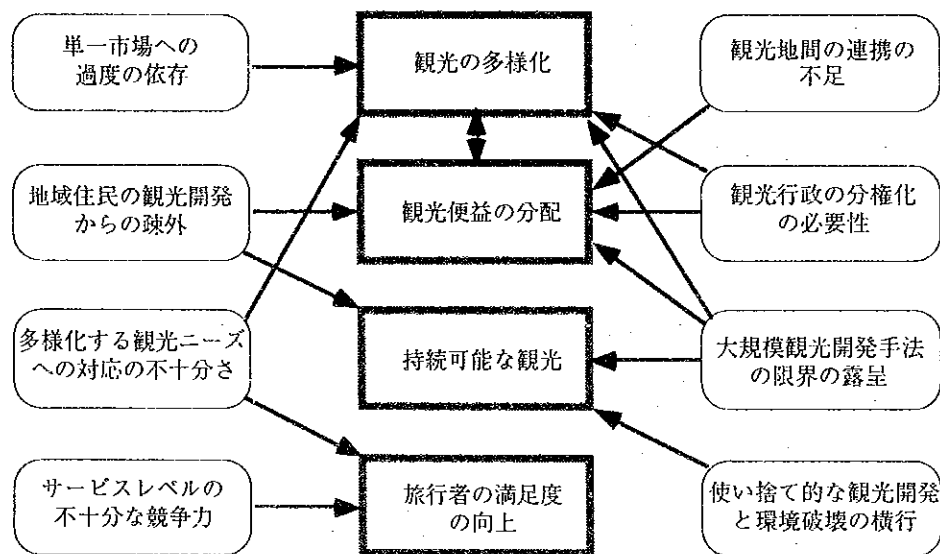 単一市場への
過度の依存
観光の多様化
観光地間の連携の
不足
地域住民の観光開発
からの疎外
観光便益の分配
観光行政の分権化
の必要性
多様化する観光ニーズ
への対応の不十分さ
持続可能な観光
大規模観光開発手法
の限界の露呈
サービスレベルの
不十分な競争力
旅行者の満足度
の向上
使い捨て的な観光開発
と環境破壊の横行